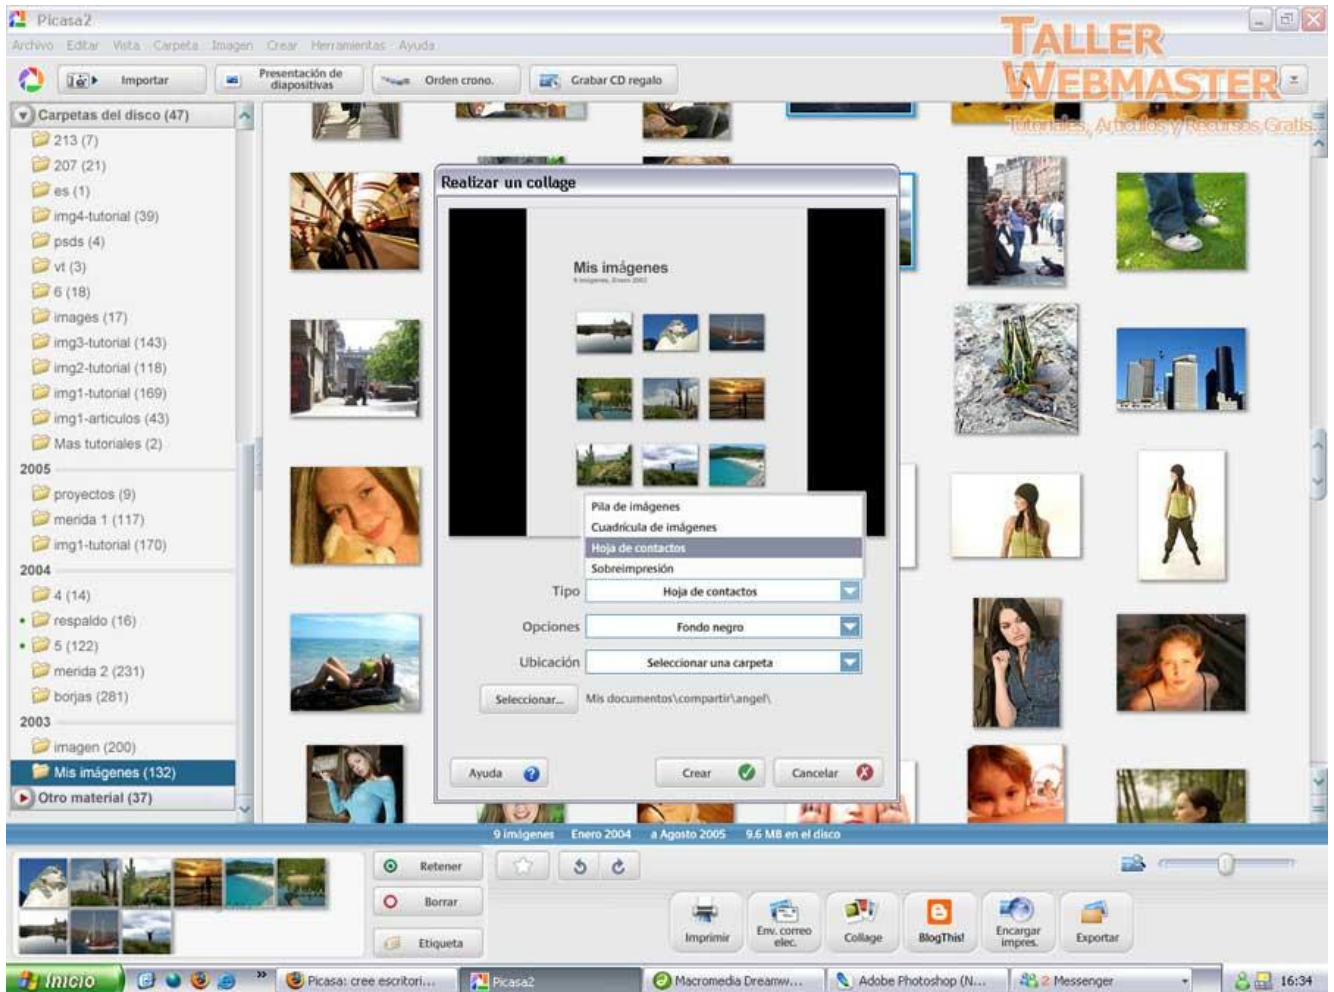 Picasa2
Archivo Editar Vista Carpeta Imagen Crear Herramientas Ayuda
TALLER
WEBMASTER
Tutoriales, Artículos y Recursos Gratis.
Importar
Presentación de
diapositivas
Orden crono.
Grabar CD regalo
Carpetas del disco (47)
213 (7)
207 (21)
es (1)
img4-tutorial (39)
psds (4)
vt (3)
6 (18)
images (17)
img3-tutorial (143)
img2-tutorial (118)
img1-tutorial (169)
img1-articulos (43)
Mas tutoriales (2)
2005
proyectos (9)
merida 1 (117)
img1-tutorial (170)
2004
4 (14)
respaldo (16)
5 (122)
merida 2 (231)
borjas (281)
2003
imagen (200)
Mis imágenes (132)
Otro material (37)
Realizar un collage
Mis imágenes
9 imágenes, Enero 2003
Pila de imágenes
Cuadrícula de imágenes
Hoja de contactos
Sobreimpresión
Tipo
Hoja de contactos
Opciones
Fondo negro
Ubicación
Seleccionar una carpeta
Seleccionar...
Mis documentos\compartir\angel\
Ayuda
Crear
Cancelar
9 imágenes Enero 2004 a Agosto 2005 9.6 MB en el disco
Retener
Borrar
Etiqueta
Imprimir
Env. correo
elec.
Collage
BlogThis!
Encargar
impres.
Exportar
Inicio
»
Picasa: cree escritori...
Picasa2
Macromedia Dreamw...
Adobe Photoshop (N...
2 Messenger
16:34